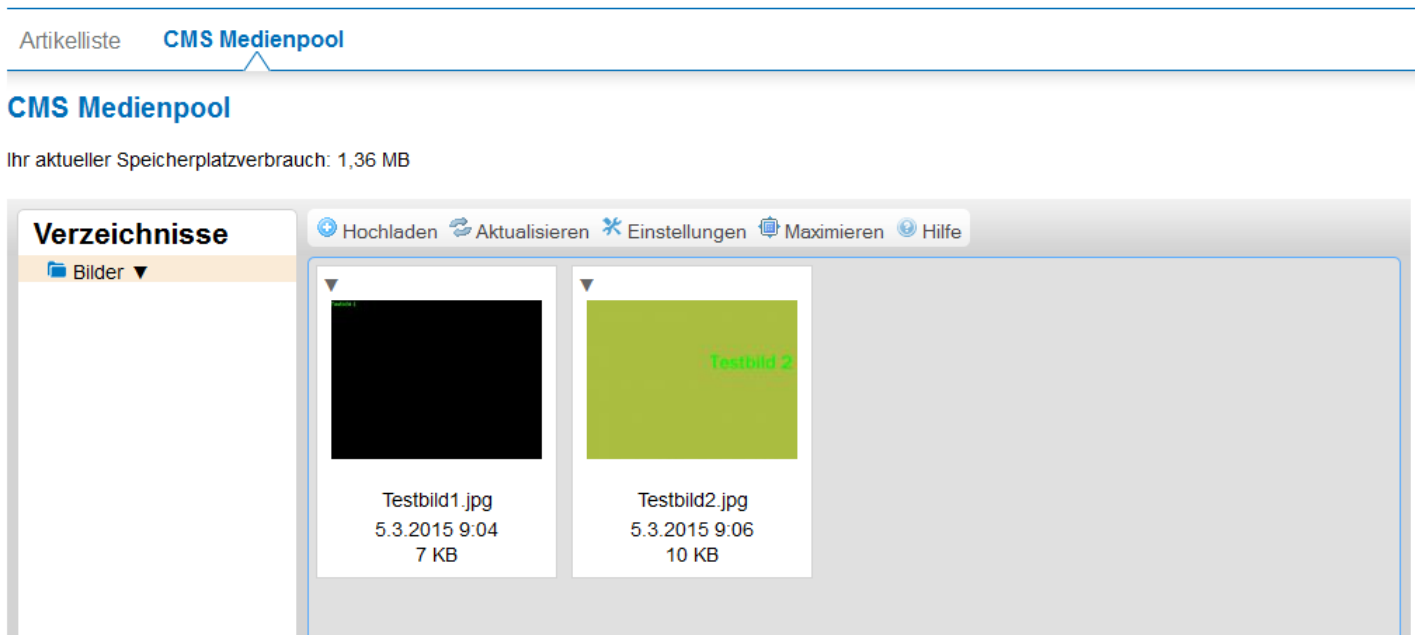 Artikelliste CMS Medienpool
CMS Medienpool
Ihr aktueller Speicherplatzverbrauch: 1,36 MB
Verzeichnisse
Bilder ▼
Hochladen Aktualisieren Einstellungen Maximieren Hilfe
▼ ▼
Testbild 1
Testbild 2
Testbild1.jpg Testbild2.jpg
5.3.2015 9:04 5.3.2015 9:06
7 KB 10 KB